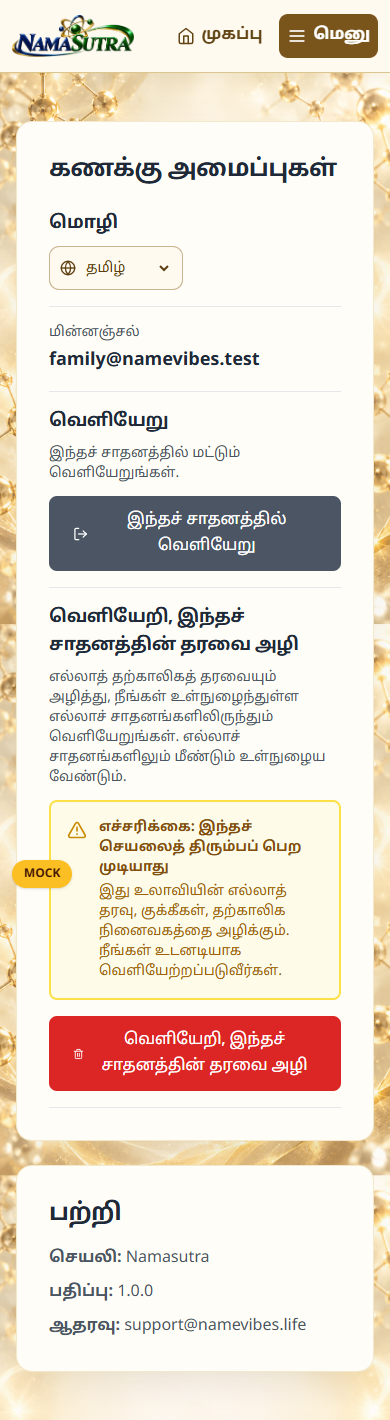 NAMASUTRA
முகப்பு
மெனு
கணக்கு அமைப்புகள்
மொழி
தமிழ்
மின்னஞ்சல்
family@namevibes.test
வெளியேறு
இந்தச் சாதனத்தில் மட்டும்
வெளியேறுங்கள்.
இந்தச் சாதனத்தில்
வெளியேறு
வெளியேறி, இந்தச்
சாதனத்தின் தரவை அழி
எல்லாத் தற்காலிகத் தரவையும்
அழித்து, நீங்கள் உள்நுழைந்துள்ள
எல்லாச் சாதனங்களிலிருந்தும்
வெளியேறுங்கள். எல்லாச்
சாதனங்களிலும் மீண்டும் உள்நுழைய
வேண்டும்.
எச்சரிக்கை: இந்தச்
செயலைத் திரும்பப் பெற
முடியாது
MOCK
இது உலாவியின் எல்லாத்
தரவு, குக்கீகள், தற்காலிக
நினைவகத்தை அழிக்கும்.
நீங்கள் உடனடியாக
வெளியேற்றப்படுவீர்கள்.
வெளியேறி, இந்தச்
சாதனத்தின் தரவை அழி
பற்றி
செயலி: Namasutra
பதிப்பு: 1.0.0
ஆதரவு: support@namevibes.life